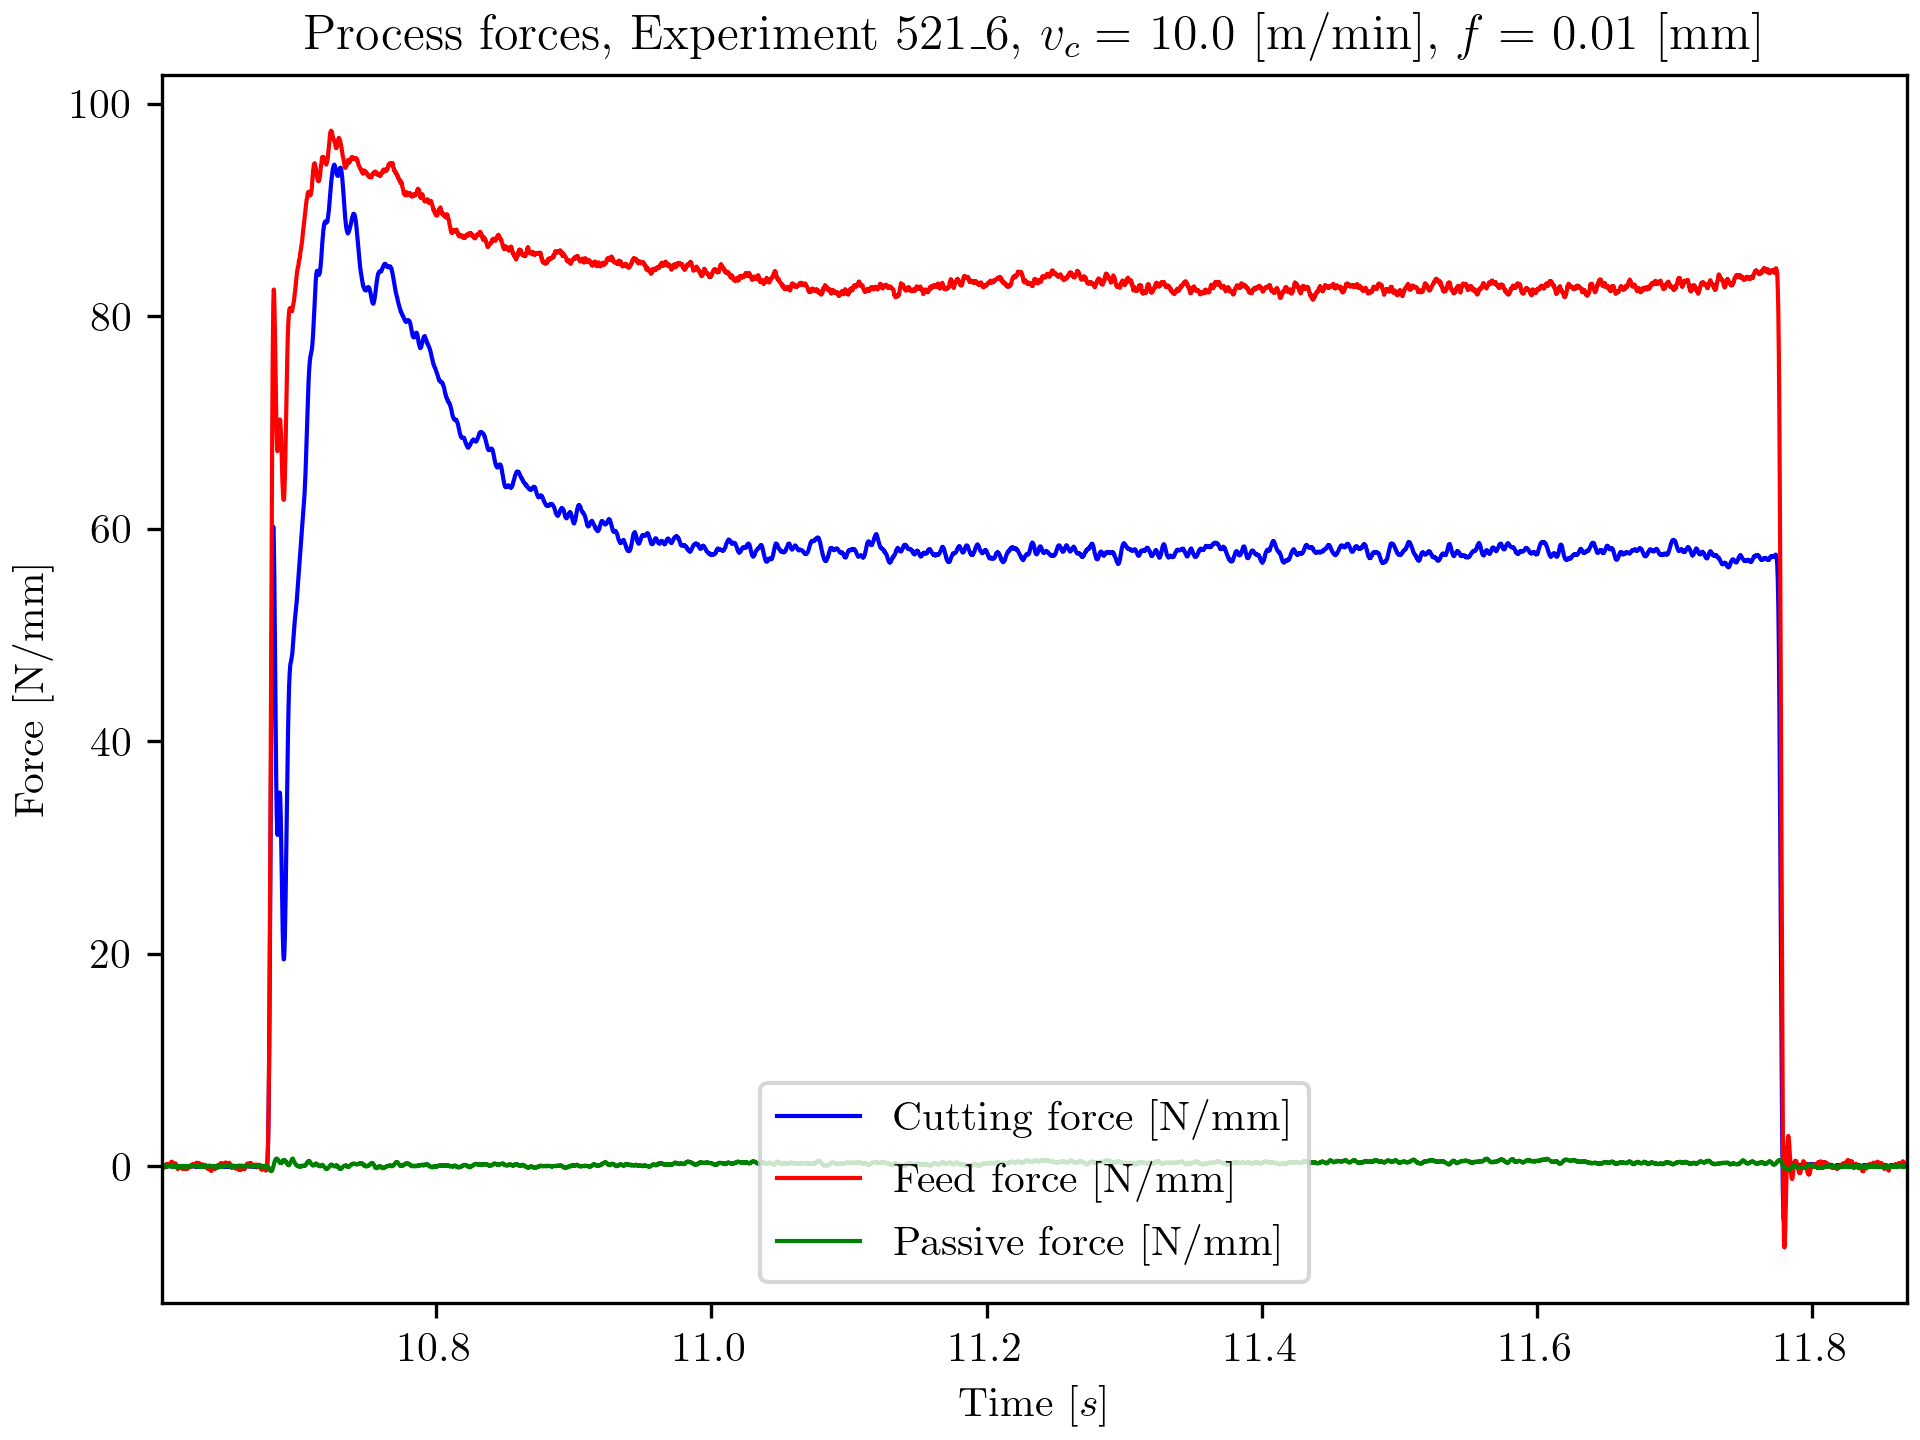 Process forces, Experiment 521_6, v_c = 10.0 [m/min], f = 0.01 [mm]
100
80
60
40
20
0
Force [N/mm]
Cutting force [N/mm]
Feed force [N/mm]
Passive force [N/mm]
10.8 11.0 11.2 11.4 11.6 11.8
Time [s]